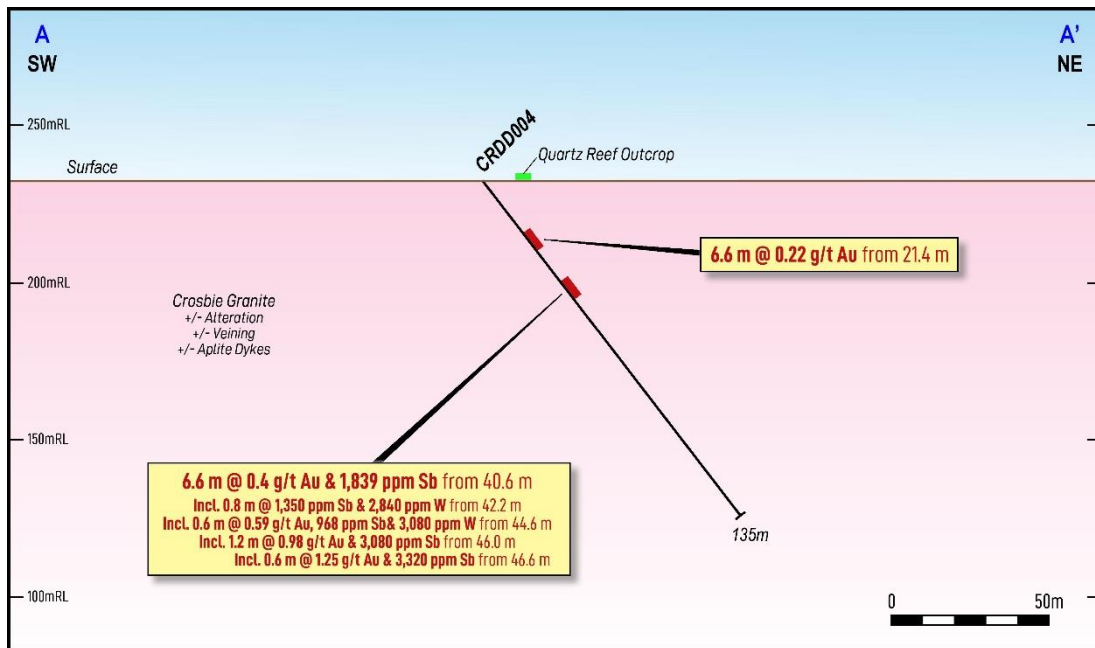 A
SW
A'
NE
250mRL
CRDD004
Quartz Reef Outcrop
Surface
6.6 m @ 0.22 g/t Au from 21.4 m
200mRL
Crosbie Granite
+/- Alteration
+/- Veining
+/- Aplite Dykes
150mRL
6.6 m @ 0.4 g/t Au & 1,839 ppm Sb from 40.6 m
Incl. 0.8 m @ 1,350 ppm Sb & 2,840 ppm W from 42.2 m
Incl. 0.6 m @ 0.59 g/t Au, 968 ppm Sb& 3,080 ppm W from 44.6 m
Incl. 1.2 m @ 0.98 g/t Au & 3,080 ppm Sb from 46.0 m
Incl. 0.6 m @ 1.25 g/t Au & 3,320 ppm Sb from 46.6 m
135m
100mRL
0 50m